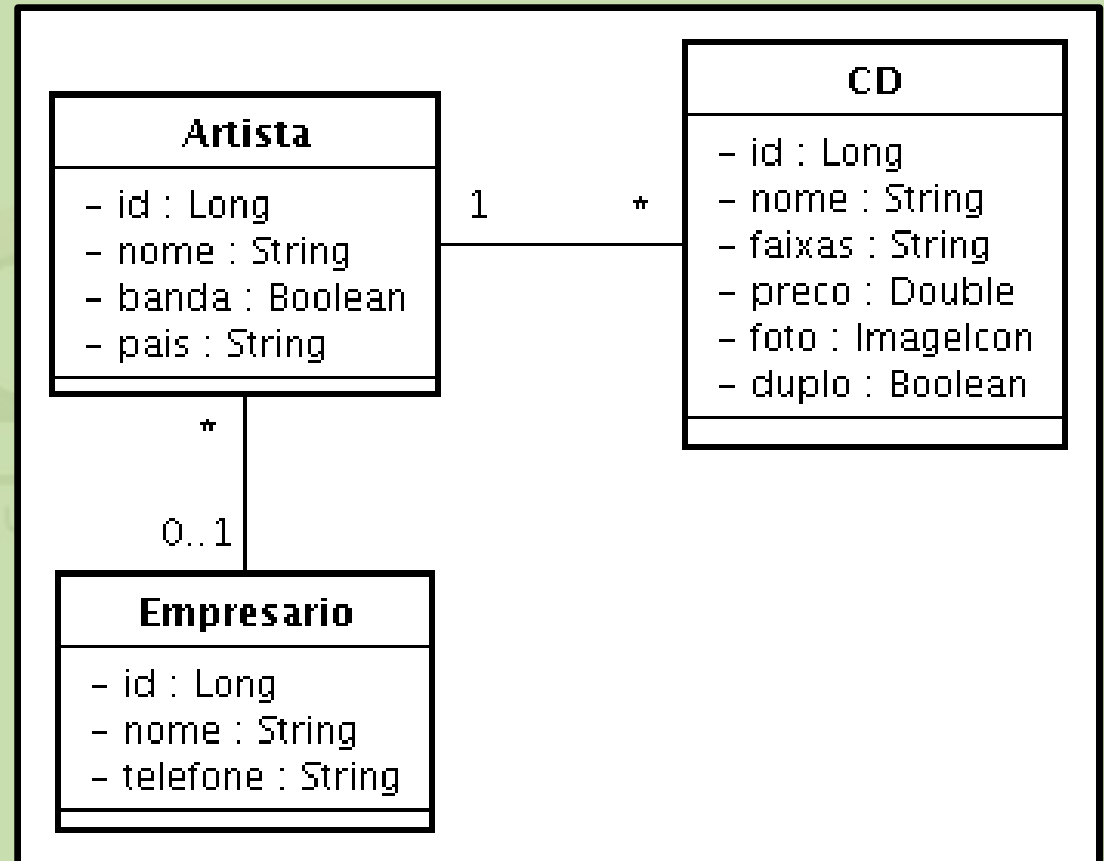 Artista
- id : Long
- nome : String
- banda : Boolean
- pais : String
1
*
CD
- id : Long
- nome : String
- faixas : String
- preco : Double
- foto : ImageIcon
- duplo : Boolean
*
0..1
Empresario
- id : Long
- nome : String
- telefone : String